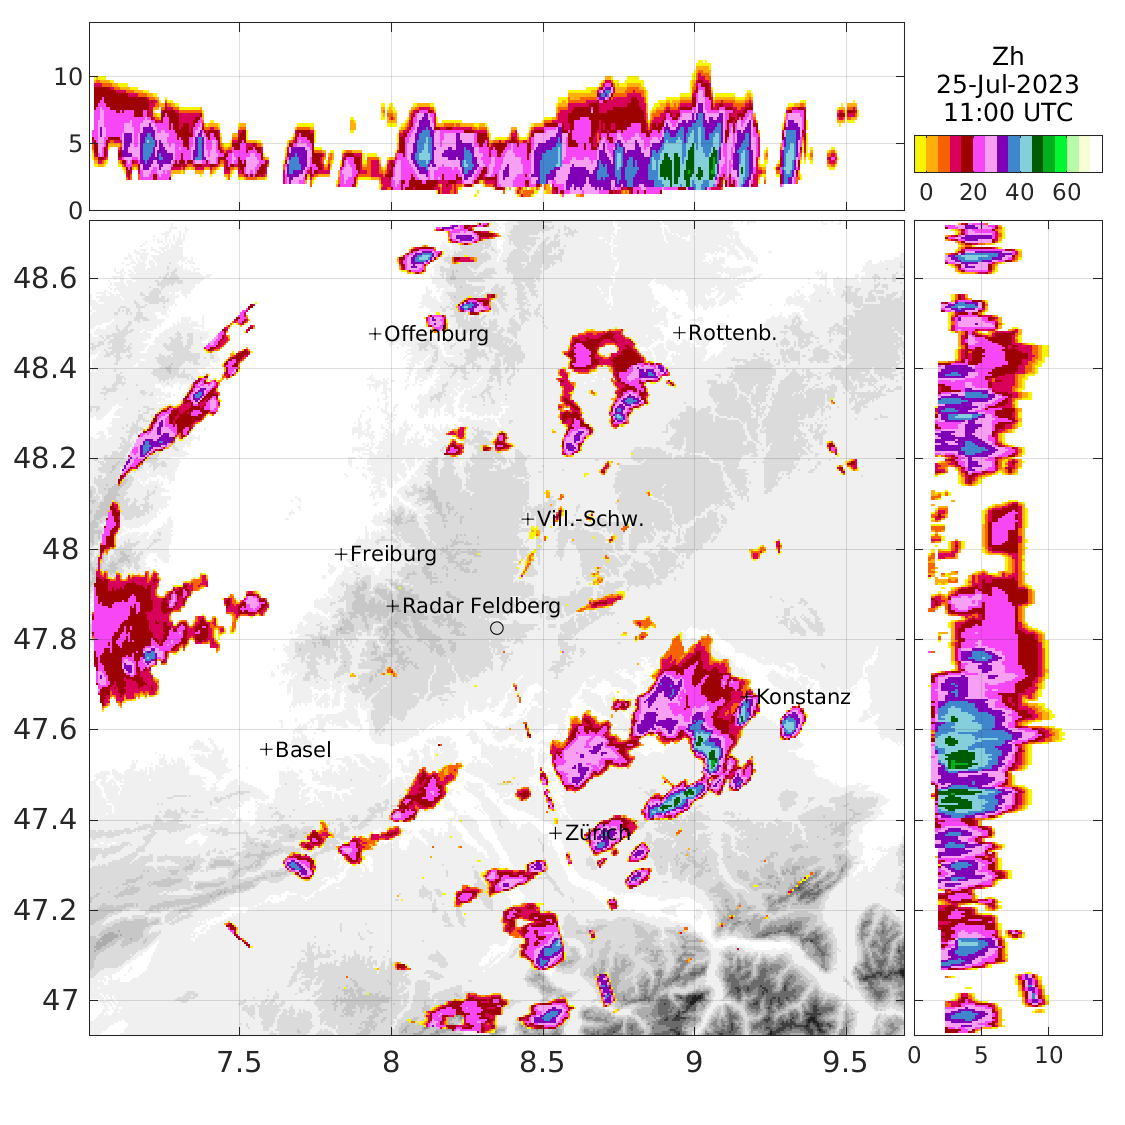 10
5
0
Zh
25-Jul-2023
11:00 UTC
0 20 40 60
48.6
+Offenburg
+Rottenb.
48.4
48.2
+Vill.-Schw.
48
+Freiburg
+Radar Feldberg
47.8
+Konstanz
47.6
+Basel
47.4
+Zürich
47.2
47
7.5 8 8.5 9 9.5
0 5 10